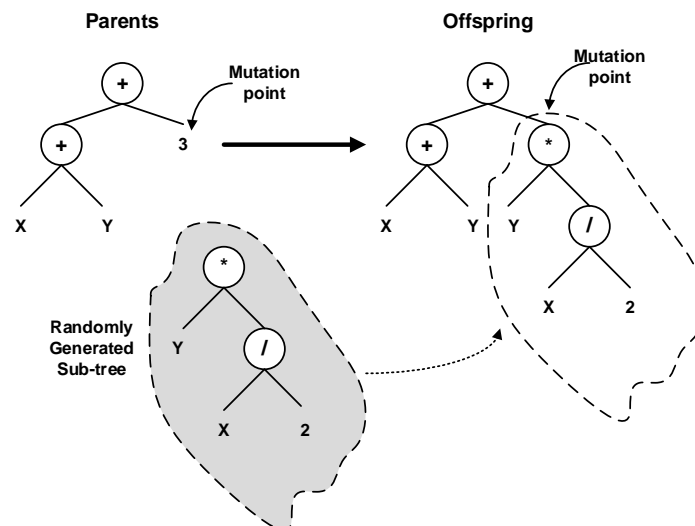 Parents
Offspring
Mutation
point
Mutation
point
+
+
3
X
Y
+
+
*
X
Y
Y
/
X
2
Randomly
Generated
Sub-tree
*
Y
/
X
2